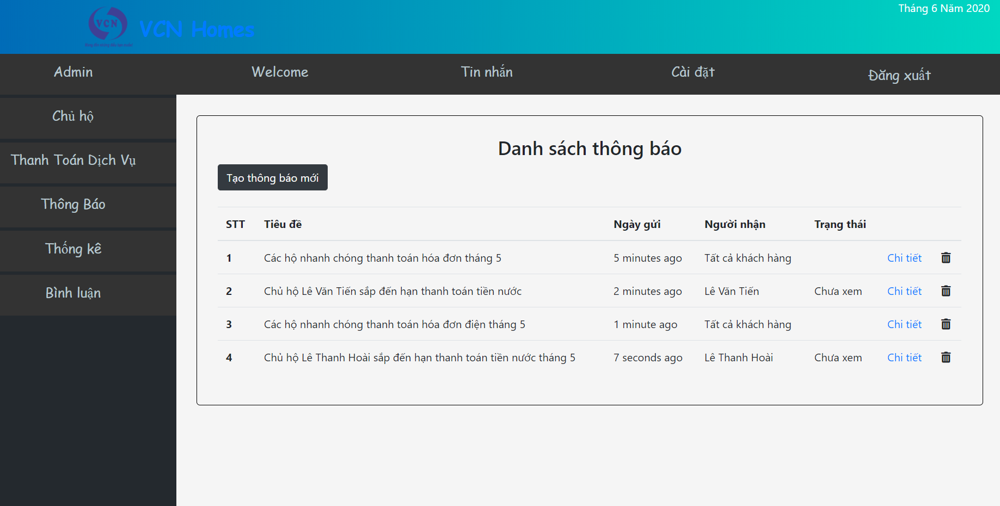 Tháng 6 Năm 2020
VCN
VCN Homes
Admin Welcome Tin nhắn Cài đặt Đăng xuất
Chủ hộ
Thanh Toán Dịch Vụ
Thông Báo
Thống kê
Bình luận
Danh sách thông báo
Tạo thông báo mới
STT Tiêu đề Ngày gửi Người nhận Trạng thái
1 Các hộ nhanh chóng thanh toán hóa đơn tháng 5 5 minutes ago Tất cả khách hàng Chi tiết
2 Chủ hộ Lê Văn Tiến sắp đến hạn thanh toán tiền nước 2 minutes ago Lê Văn Tiến Chưa xem Chi tiết
3 Các hộ nhanh chóng thanh toán hóa đơn điện tháng 5 1 minute ago Tất cả khách hàng Chi tiết
4 Chủ hộ Lê Thanh Hoài sắp đến hạn thanh toán tiền nước tháng 5 7 seconds ago Lê Thanh Hoài Chưa xem Chi tiết